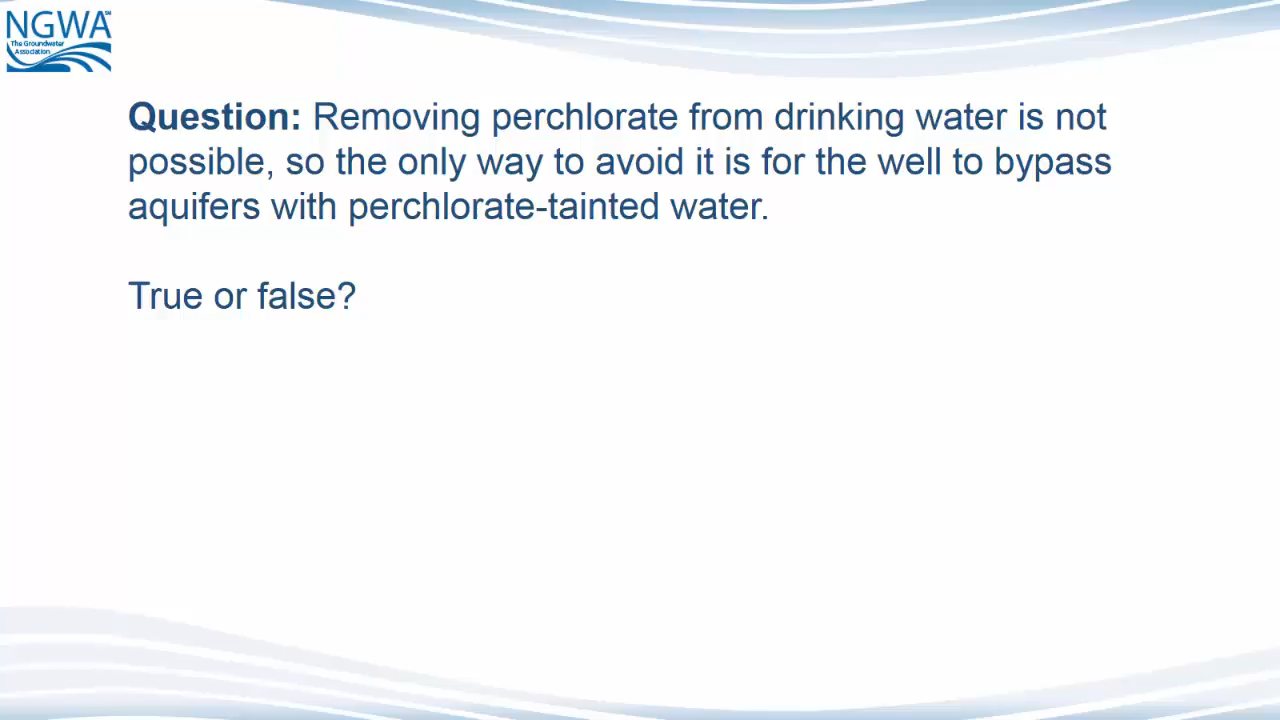 NGWA
The Groundwater
Association
Question: Removing perchlorate from drinking water is not
possible, so the only way to avoid it is for the well to bypass
aquifers with perchlorate-tainted water.
True or false?